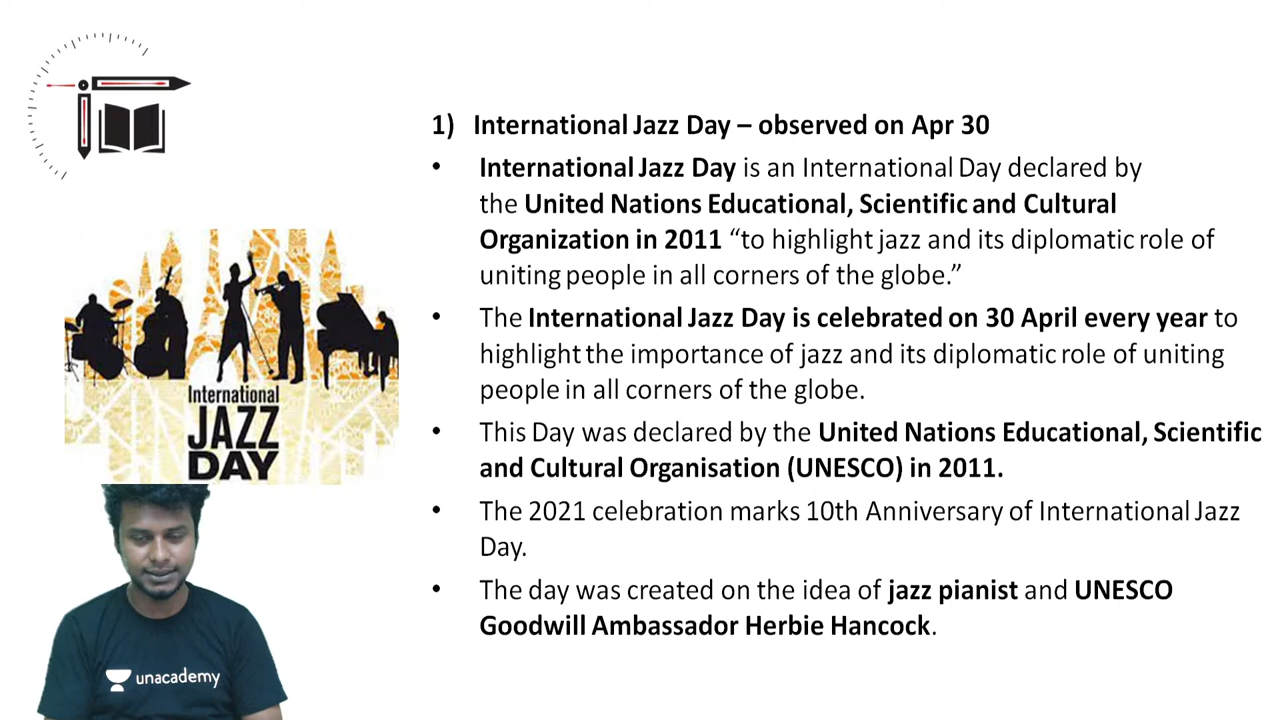 1) International Jazz Day – observed on Apr 30
• International Jazz Day is an International Day declared by
the United Nations Educational, Scientific and Cultural
Organization in 2011 “to highlight jazz and its diplomatic role of
uniting people in all corners of the globe.”
• The International Jazz Day is celebrated on 30 April every year to
highlight the importance of jazz and its diplomatic role of uniting
people in all corners of the globe.
• This Day was declared by the United Nations Educational, Scientific
and Cultural Organisation (UNESCO) in 2011.
• The 2021 celebration marks 10th Anniversary of International Jazz
Day.
• The day was created on the idea of jazz pianist and UNESCO
Goodwill Ambassador Herbie Hancock.
International
JAZZ
DAY
unacademy